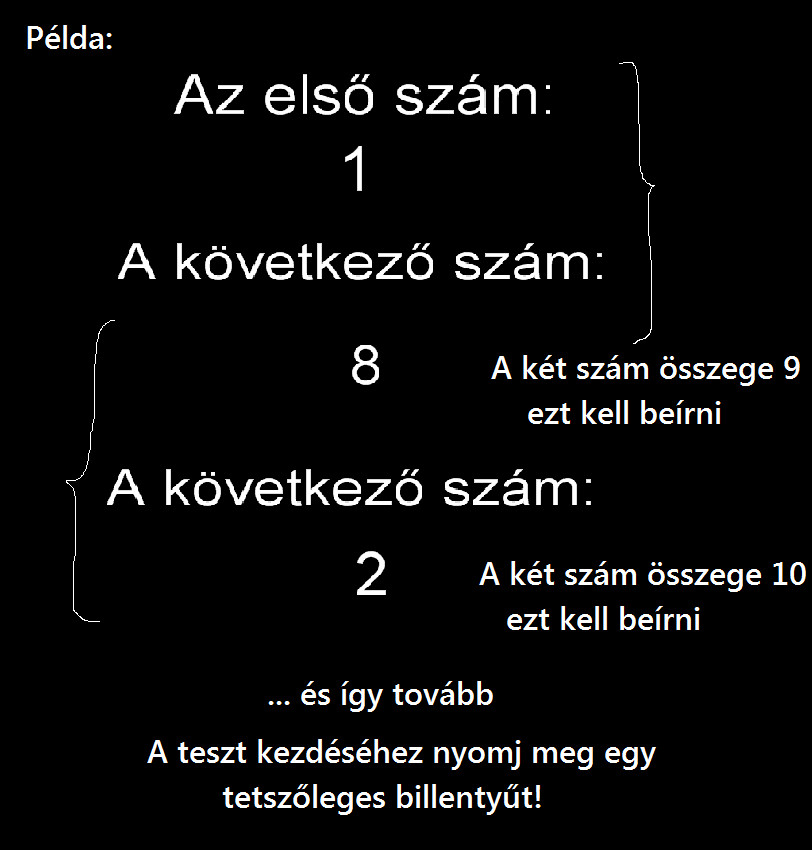 Példa:
Az első szám:
1
A következő szám:
8
A két szám összege 9
ezt kell beírni
A következő szám:
2
A két szám összege 10
ezt kell beírni
... és így tovább
A teszt kezdéséhez nyomj meg egy
tetszőleges billentyűt!